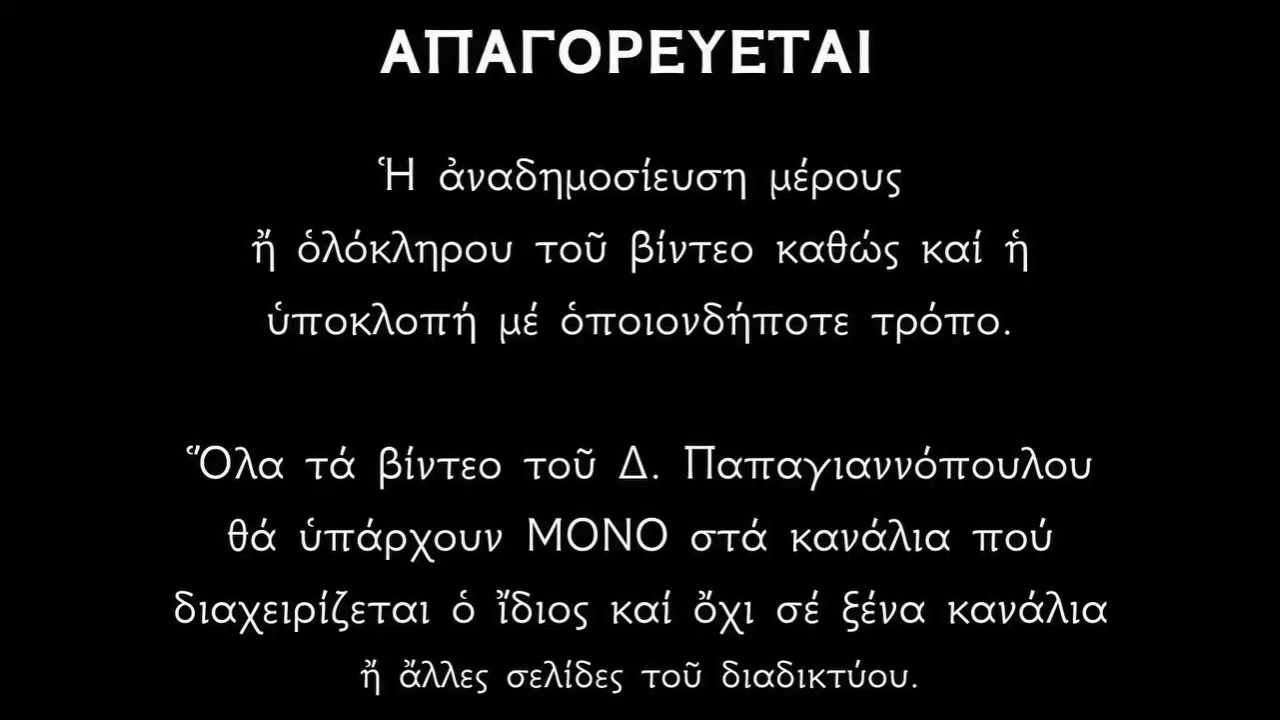 ΑΠΑΓΟΡΕΥΕΤΑΙ
Ἡ ἀναδημοσίευση μέρους
ἤ ὁλόκληρου τοῦ βίντεο καθώς καί ἡ
ὑποκλοπή μέ ὁποιονδήποτε τρόπο.
Ὅλα τά βίντεο τοῦ Δ. Παπαγιαννόπουλου
θά ὑπάρχουν ΜΟΝΟ στά κανάλια πού
διαχειρίζεται ὁ ἴδιος καί ὄχι σέ ξένα κανάλια
ἤ ἄλλες σελίδες τοῦ διαδικτύου.